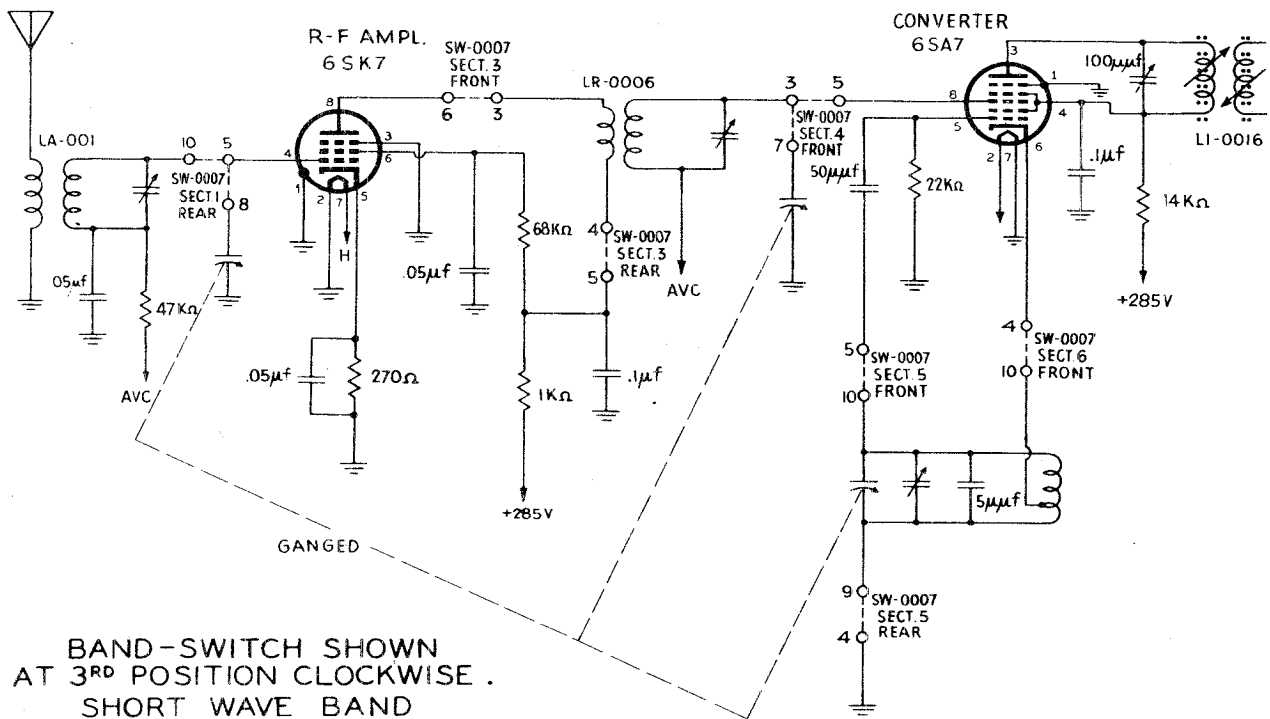 CONVERTER
6SA7
R-F AMPL.
6SK7
SW-0007
SECT. 3
FRONT
8
6
3
LR-0006
3
5
SW-0007
SECT. 4
FRONT
7
3
1
8
5
4
2
7
6
100µµf
LI-0016
LA-001
10
5
SW-0007
SECT. 1
REAR
8
4
3
6
1
2
7
5
H
50µµf
22KΩ
.1µf
14KΩ
+285V
05µf
47KΩ
AVC
.05µf
68KΩ
4
SW-0007
SECT. 3
REAR
5
AVC
.05µf
270Ω
1KΩ
.1µf
+285V
5
SW-0007
SECT. 5
FRONT
10
4
SW-0007
SECT. 6
FRONT
10
5µµf
GANGED
9
SW-0007
SECT. 5
REAR
4
BAND-SWITCH SHOWN
AT 3RD POSITION CLOCKWISE.
SHORT WAVE BAND